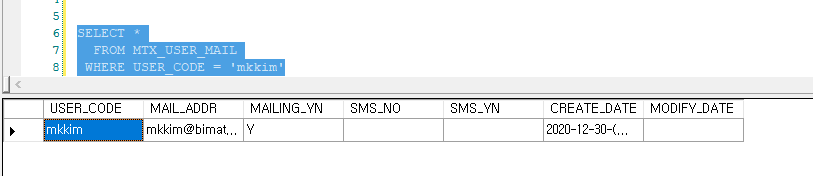 5
6 SELECT *
7 FROM MTX_USER_MAIL
8 WHERE USER_CODE = 'mkkim'
USER_CODE MAIL_ADDR MAILING_YN SMS_NO SMS_YN CREATE_DATE MODIFY_DATE
mkkim mkkim@bimat... Y 2020-12-30-(...